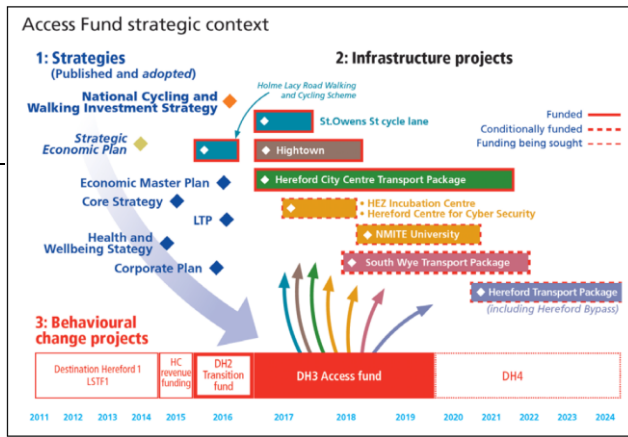 Access Fund strategic context
1: Strategies
(Published and adopted)
2: Infrastructure projects
Holme Lacy Road Walking
and Cycling Scheme
National Cycling and
Walking Investment Strategy
St.Owens St cycle lane
Funded
Conditionally funded
Funding being sought
Strategic
Economic Plan
Hightown
Economic Master Plan
Hereford City Centre Transport Package
Core Strategy
• HEZ Incubation Centre
• Hereford Centre for Cyber Security
LTP
NMITE University
Health and
Wellbeing Stategy
South Wye Transport Package
Corporate Plan
Hereford Transport Package
(including Hereford Bypass)
3: Behavioural
change projects
Destination Hereford 1
LSTF1
HC
revenue
funding
DH2
Transition
fund
DH3 Access fund
DH4
2011 2012 2013 2014 2015 2016 2017 2018 2019 2020 2021 2022 2023 2024